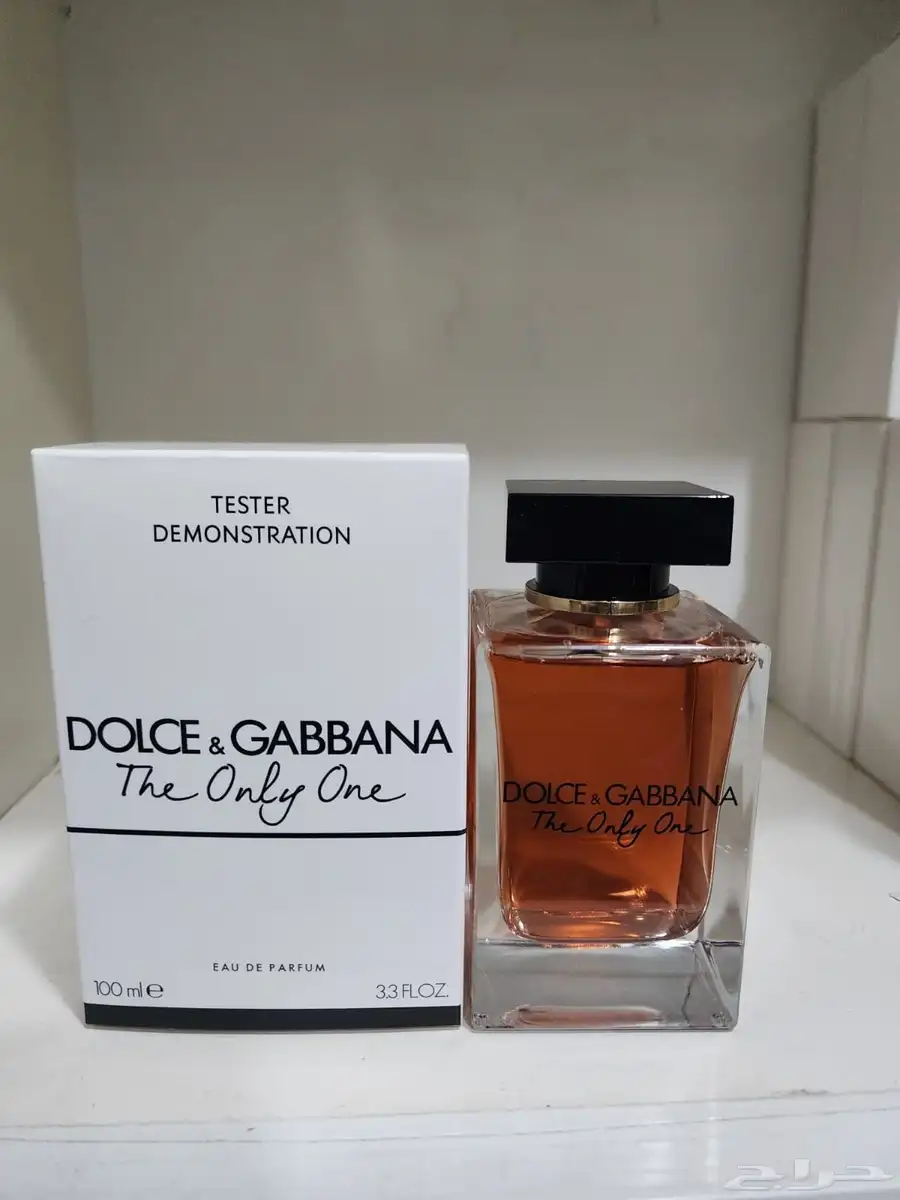 TESTER
DEMONSTRATION
DOLCE & GABBANA
The Only One
EAU DE PARFUM
100 ml e
3.3 FL.OZ.
DOLCE & GABBANA
The Only One
حراج